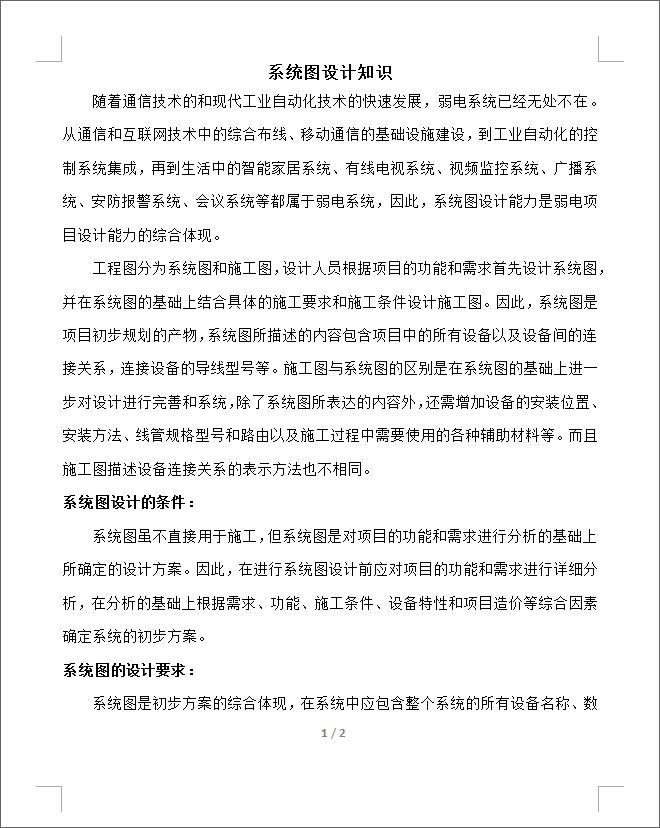 系统图设计知识
随着通信技术的和现代工业自动化技术的快速发展，弱电系统已经无处不在。
从通信和互联网技术中的综合布线、移动通信的基础设施建设，到工业自动化的控
制系统集成，再到生活中的智能家居系统、有线电视系统、视频监控系统、广播系
统、安防报警系统、会议系统等都属于弱电系统，因此，系统图设计能力是弱电项
目设计能力的综合体现。
工程图分为系统图和施工图，设计人员根据项目的功能和需求首先设计系统图，
并在系统图的基础上结合具体的施工要求和施工条件设计施工图。因此，系统图是
项目初步规划的产物，系统图所描述的内容包含项目中的所有设备以及设备间的连
接关系，连接设备的导线型号等。施工图与系统图的区别是在系统图的基础上进一
步对设计进行完善和系统，除了系统图所表达的内容外，还需增加设备的安装位置、
安装方法、线管规格型号和路由以及施工过程中需要使用的各种辅助材料等。而且
施工图描述设备连接关系的表示方法也不相同。
系统图设计的条件：
系统图虽不直接用于施工，但系统图是对项目的功能和需求进行分析的基础上
所确定的设计方案。因此，在进行系统图设计前应对项目的功能和需求进行详细分
析，在分析的基础上根据需求、功能、施工条件、设备特性和项目造价等综合因素
确定系统的初步方案。
系统图的设计要求：
系统图是初步方案的综合体现，在系统中应包含整个系统的所有设备名称、数
1 / 2